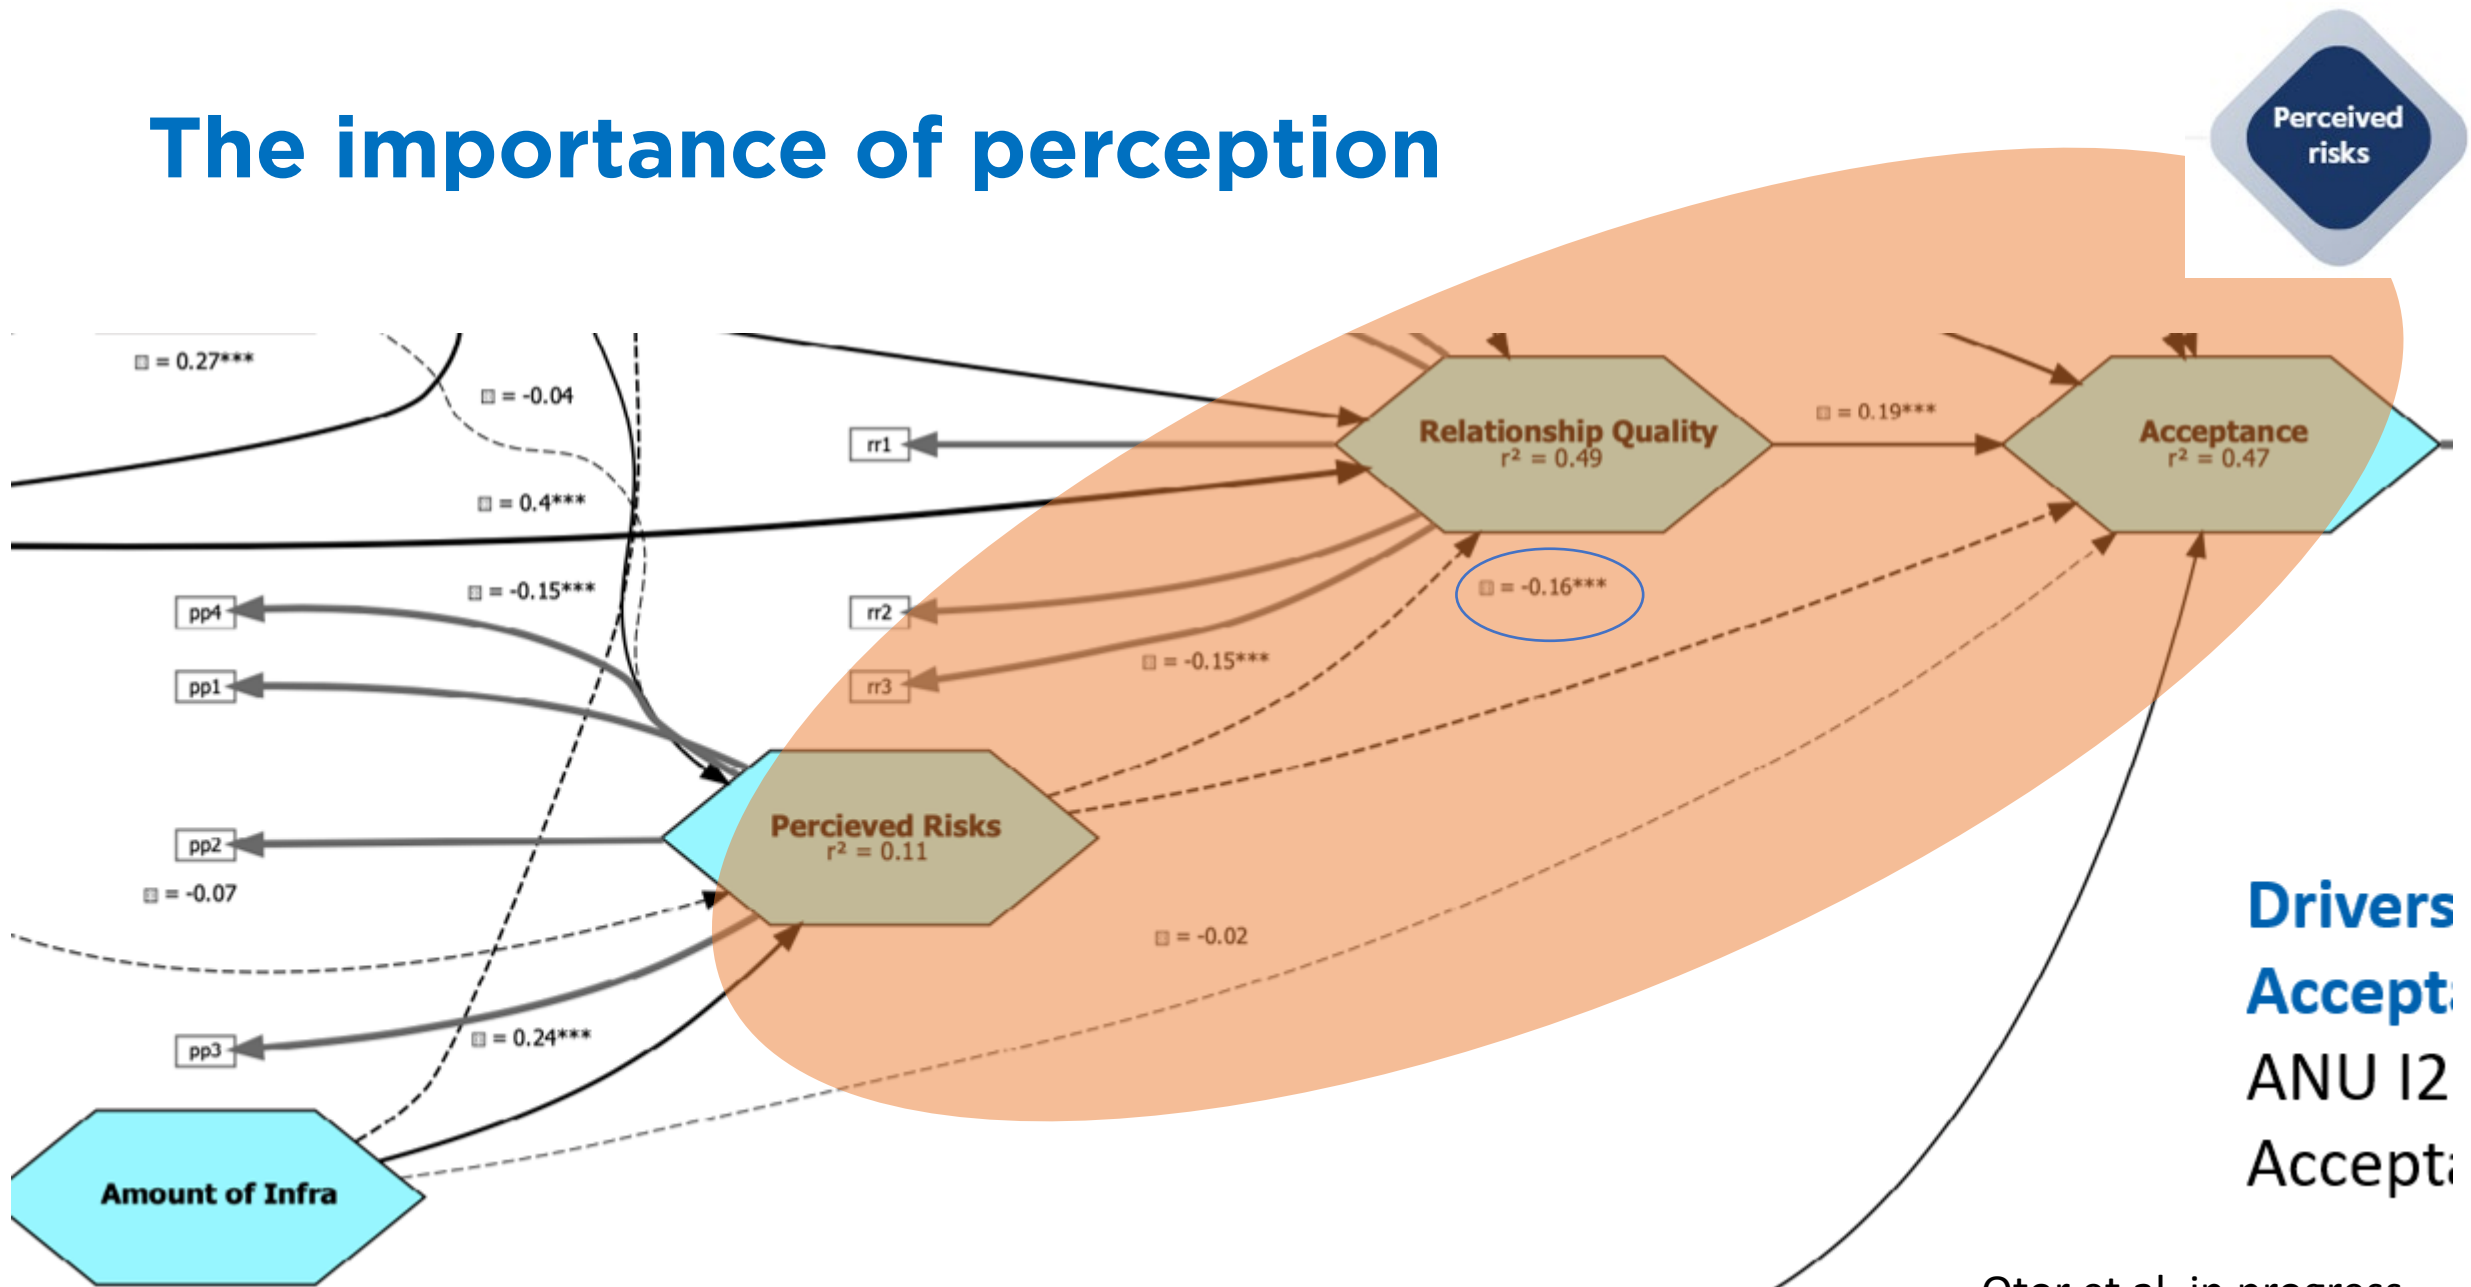 The importance of perception
Perceived
risks
= 0.27***
= -0.04
= 0.4***
= -0.15***
rr1
Relationship Quality
r² = 0.49
= 0.19***
Acceptance
r² = 0.47
pp4
pp1
rr2
rr3
= -0.16***
= -0.15***
Percieved Risks
r² = 0.11
pp2
= -0.07
= -0.02
pp3
= 0.24***
Amount of Infra
Drivers
Accept
ANU I2
Accept
in progress